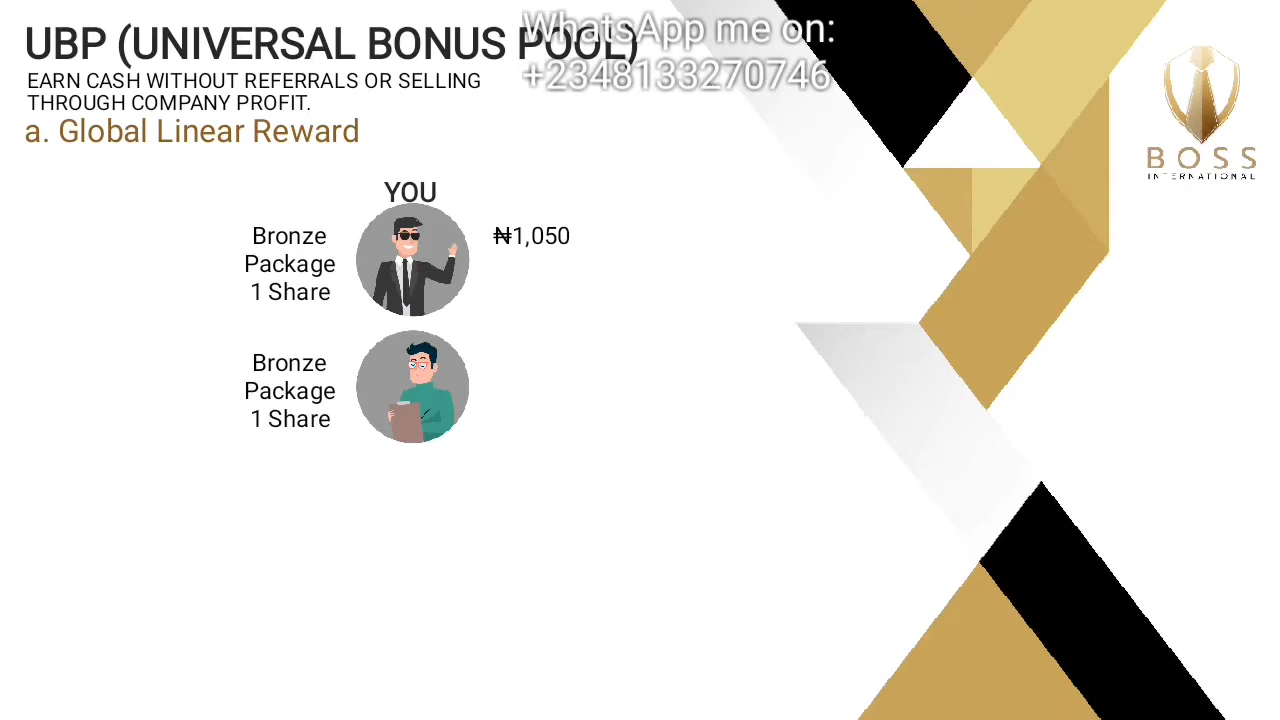 UBP (UNIVERSAL BONUS POOL)
WhatsApp me on:
+2348133270746
EARN CASH WITHOUT REFERRALS OR SELLING
THROUGH COMPANY PROFIT.
a. Global Linear Reward
BOSS
INTERNATIONAL
YOU
Bronze
Package
1 Share
₦1,050
Bronze
Package
1 Share